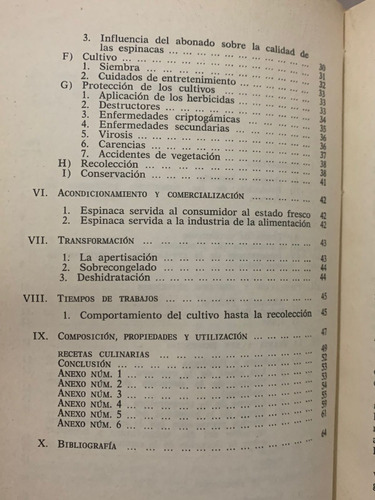 3. Influencia del abonado sobre la calidad de
las espinacas ... ... ... ... ... ... ... ... ... 30
F) Cultivo ... ... ... ... ... ... ... ... ... ... ... 31
1. Siembra ... ... ... ... ... ... ... ... ... ... 31
2. Cuidados de entretenimiento ... ... ... ... 32
G) Protección de los cultivos ... ... ... ... ... 33
1. Aplicación de los herbicidas ... ... ... ... 33
2. Destructores ... ... ... ... ... ... ... ... ... 33
3. Enfermedades criptogámicas ... ... ... ... 34
4. Enfermedades secundarias ... ... ... ... ... 35
5. Virosis ... ... ... ... ... ... ... ... ... ... 36
6. Carencias ... ... ... ... ... ... ... ... ... ... 36
7. Accidentes de vegetación ... ... ... ... ... 37
H) Recolección ... ... ... ... ... ... ... ... ... ... 38
I) Conservación ... ... ... ... ... ... ... ... ... 41
VI. Acondicionamiento y comercialización ... ... 42
1. Espinaca servida al consumidor al estado fresco 42
2. Espinaca servida a la industria de la alimentación 42
VII. Transformación ... ... ... ... ... ... ... ... ... 43
1. La apertisación ... ... ... ... ... ... ... ... 43
2. Sobrecongelado ... ... ... ... ... ... ... ... 44
3. Deshidratación ... ... ... ... ... ... ... ... 44
VIII. Tiempos de trabajos ... ... ... ... ... ... ... 45
1. Comportamiento del cultivo hasta la recolección 45
IX. Composición, propiedades y utilización ... ... 47
recetas culinarias ... ... ... ... ... ... ... ... 49
Conclusión ... ... ... ... ... ... ... ... ... ... 52
Anexo núm. 1 ... ... ... ... ... ... ... ... ... 53
Anexo núm. 2 ... ... ... ... ... ... ... ... ... 53
Anexo núm. 3 ... ... ... ... ... ... ... ... ... 54
Anexo núm. 4 ... ... ... ... ... ... ... ... ... 55
Anexo núm. 5 ... ... ... ... ... ... ... ... ... 59
Anexo núm. 6 ... ... ... ... ... ... ... ... ... 61
X. Bibliografía ... ... ... ... ... ... ... ... ... ... 64